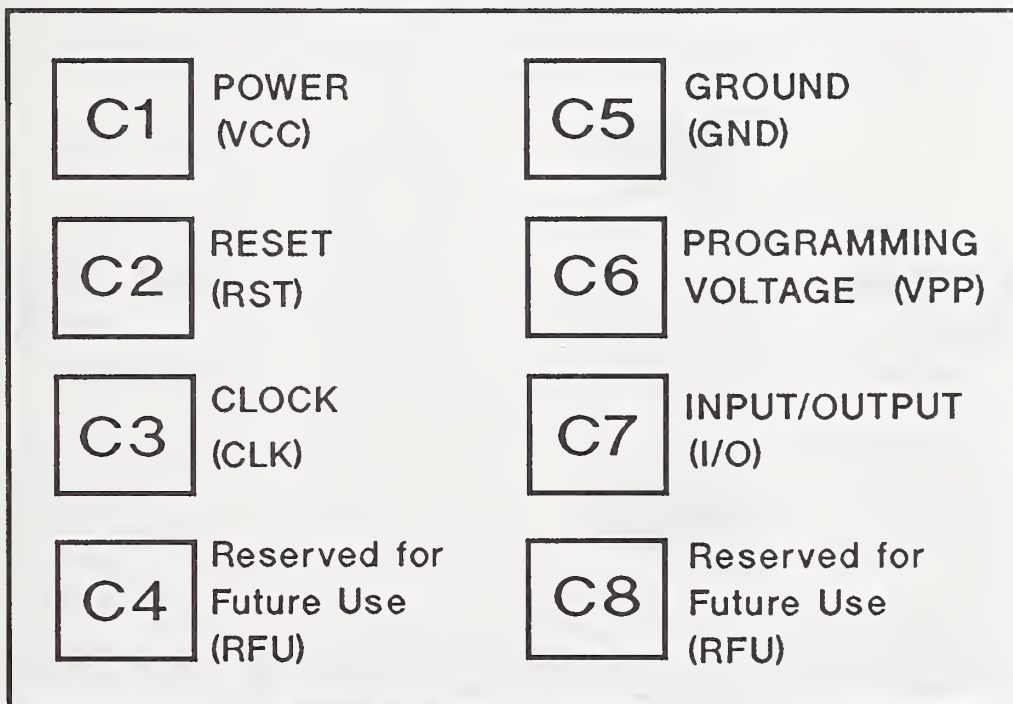 C1
POWER
(VCC)
C2
RESET
(RST)
C3
CLOCK
(CLK)
C4
Reserved for
Future Use
(RFU)
C5
GROUND
(GND)
C6
PROGRAMMING
VOLTAGE (VPP)
C7
INPUT/OUTPUT
(I/O)
C8
Reserved for
Future Use
(RFU)